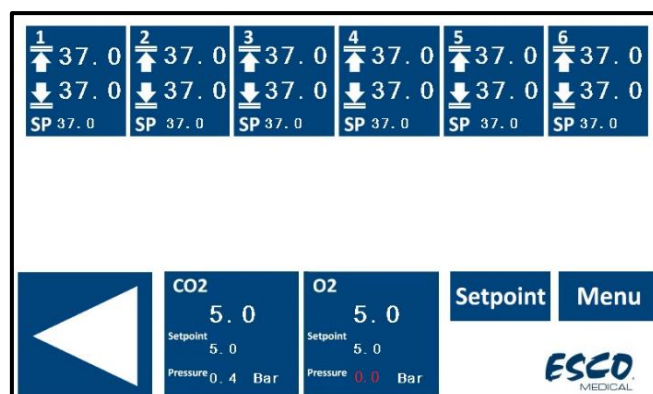 1 2 3 4 5 6
37.0 37.0 37.0 37.0 37.0 37.0
37.0 37.0 37.0 37.0 37.0 37.0
SP 37.0 SP 37.0 SP 37.0 SP 37.0 SP 37.0 SP 37.0
CO2
5.0
Setpoint
5.0
Pressure 0.4 Bar
O2
5.0
Setpoint
5.0
Pressure 0.0 Bar
Setpoint
Menu
ESCO
MEDICAL